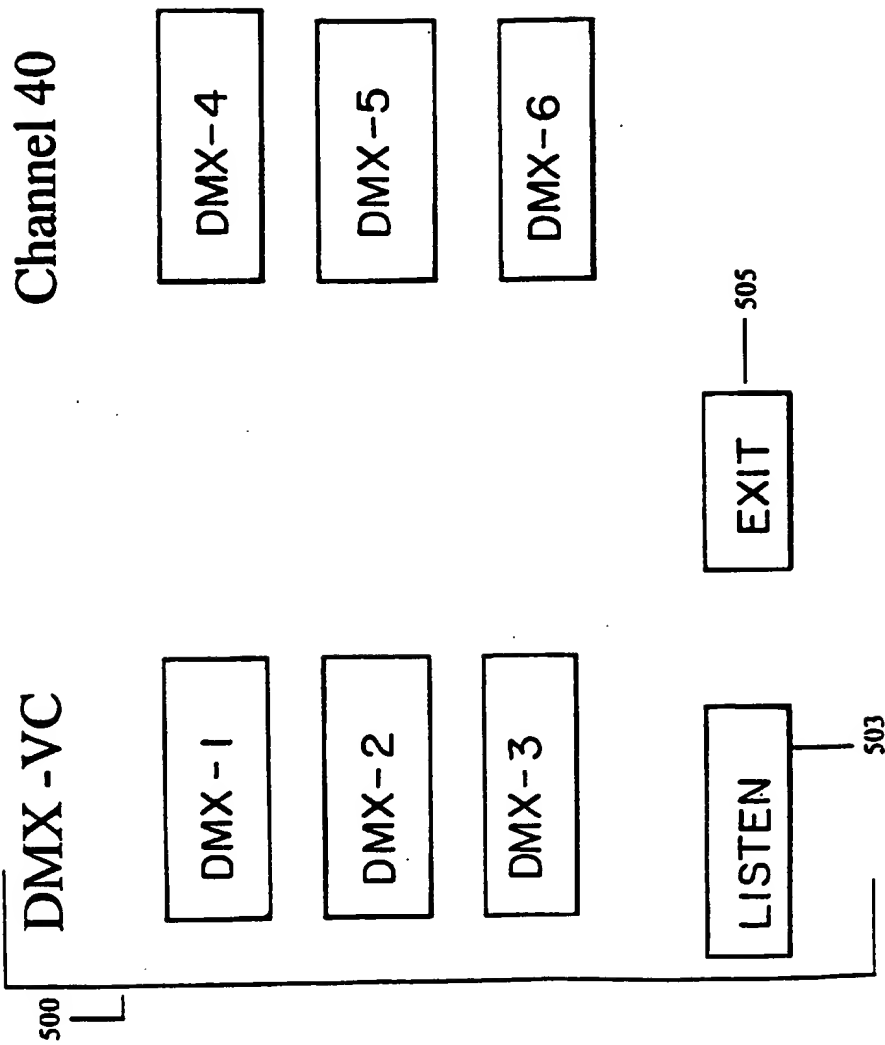 500
DMX-VC Channel 40
DMX-1 DMX-4
DMX-2 DMX-5
DMX-3 DMX-6
LISTEN EXIT
503 505